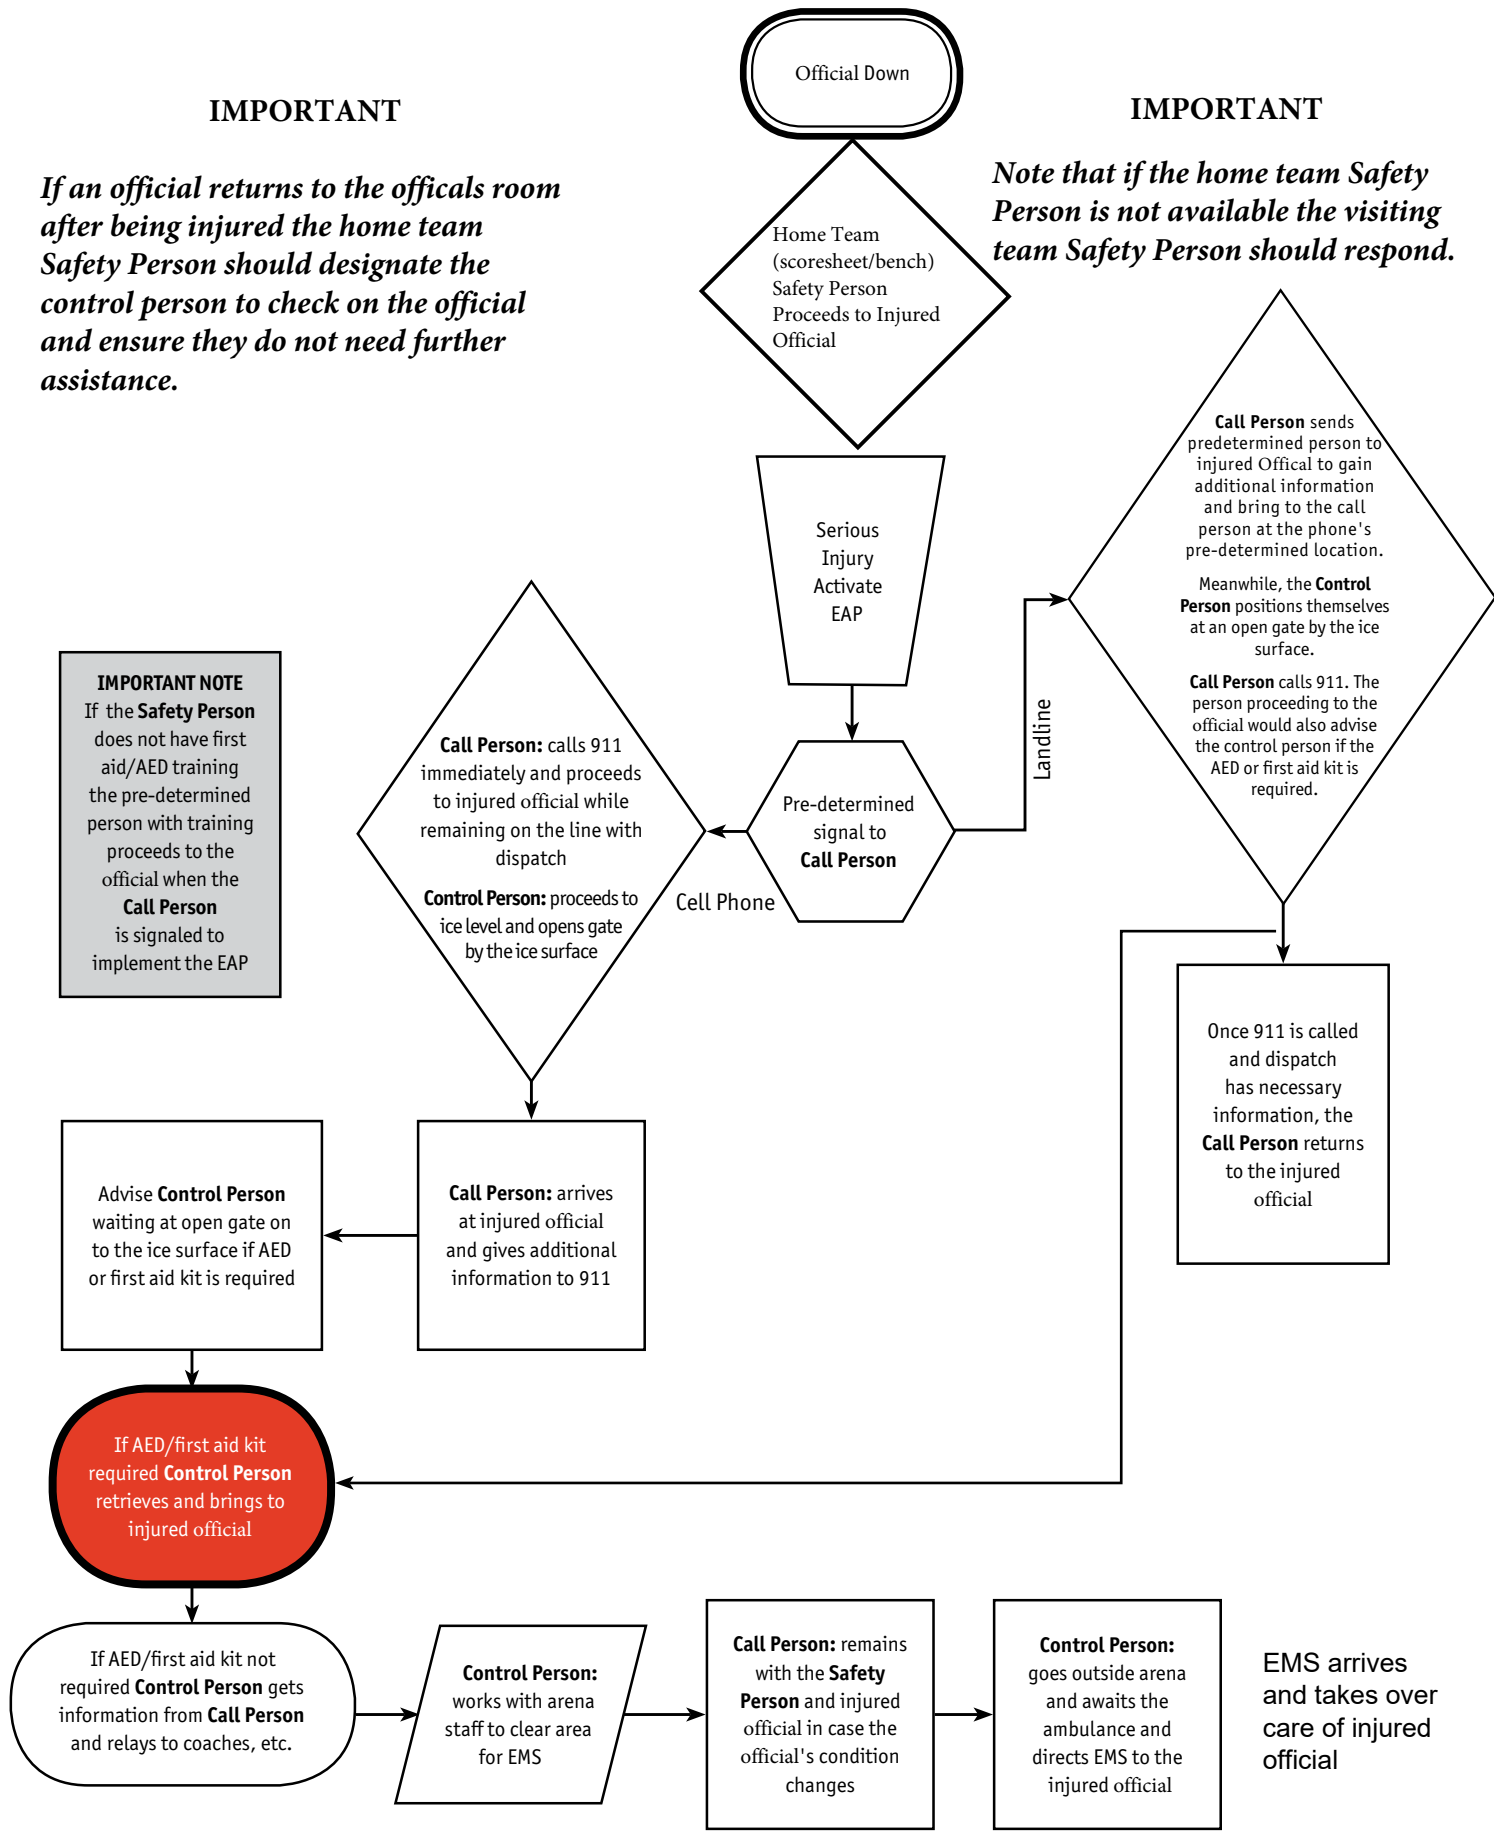 Official Down
IMPORTANT
If an official returns to the officals room
after being injured the home team
Safety Person should designate the
control person to check on the official
and ensure they do not need further
assistance.
IMPORTANT
Note that if the home team Safety
Person is not available the visiting
team Safety Person should respond.
Home Team
(scoresheet/bench)
Safety Person
Proceeds to Injured
Official
Serious
Injury
Activate
EAP
Call Person sends
predetermined person to
injured Offical to gain
additional information
and bring to the call
person at the phone's
pre-determined location.
Meanwhile, the Control
Person positions themselves
at an open gate by the ice
surface.
Call Person calls 911. The
person proceeding to the
official would also advise
the control person if the
AED or first aid kit is
required.
Landline
Pre-determined
signal to
Call Person
Cell Phone
Call Person: calls 911
immediately and proceeds
to injured official while
remaining on the line with
dispatch
Control Person: proceeds to
ice level and opens gate
by the ice surface
IMPORTANT NOTE
If the Safety Person
does not have first
aid/AED training
the pre-determined
person with training
proceeds to the
official when the
Call Person
is signaled to
implement the EAP
Once 911 is called
and dispatch
has necessary
information, the
Call Person returns
to the injured
official
Call Person: arrives
at injured official
and gives additional
information to 911
Advise Control Person
waiting at open gate on
to the ice surface if AED
or first aid kit is required
If AED/first aid kit
required Control Person
retrieves and brings to
injured official
If AED/first aid kit not
required Control Person gets
information from Call Person
and relays to coaches, etc.
Control Person:
works with arena
staff to clear area
for EMS
Call Person: remains
with the Safety
Person and injured
official in case the
official's condition
changes
Control Person:
goes outside arena
and awaits the
ambulance and
directs EMS to the
injured official
EMS arrives
and takes over
care of injured
official